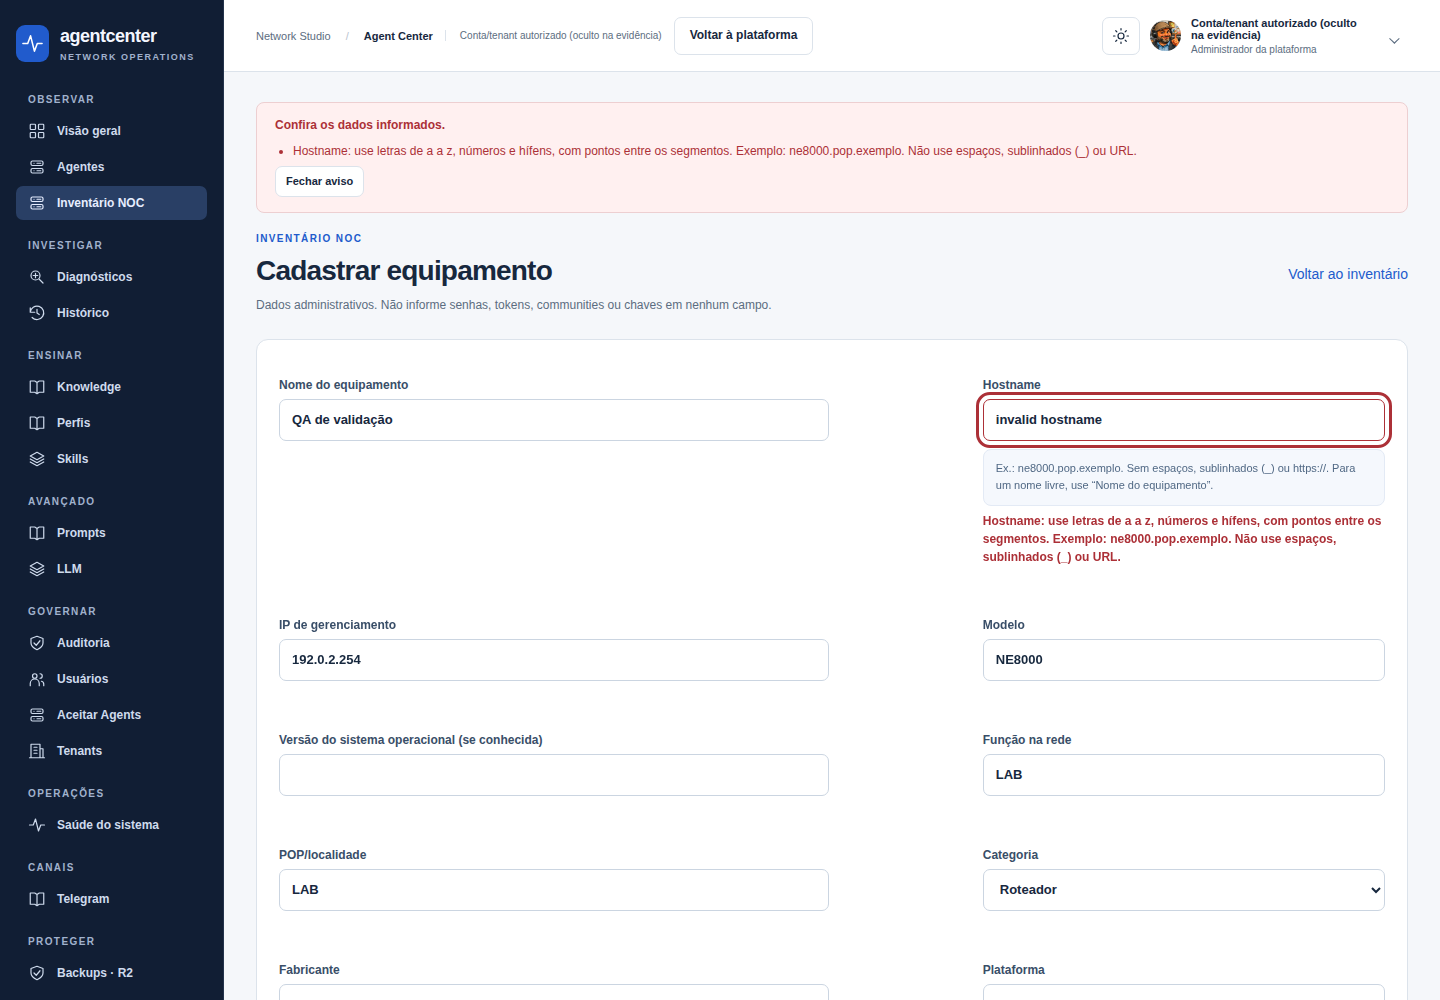 agentcenter
NETWORK OPERATIONS
OBSERVAR
Visão geral
Agentes
Inventário NOC
INVESTIGAR
Diagnósticos
Histórico
ENSINAR
Knowledge
Perfis
Skills
AVANÇADO
Prompts
LLM
GOVERNAR
Auditoria
Usuários
Aceitar Agents
Tenants
OPERAÇÕES
Saúde do sistema
CANAIS
Telegram
PROTEGER
Backups · R2
Network Studio / Agent Center
Conta/tenant autorizado (oculto na evidência)
Voltar à plataforma
Conta/tenant autorizado (oculto
na evidência)
Administrador da plataforma
Confira os dados informados.
• Hostname: use letras de a a z, números e hífens, com pontos entre os segmentos. Exemplo: ne8000.pop.exemplo. Não use espaços, sublinhados (_) ou URL.
Fechar aviso
INVENTÁRIO NOC
Cadastrar equipamento
Voltar ao inventário
Dados administrativos. Não informe senhas, tokens, communities ou chaves em nenhum campo.
Nome do equipamento
QA de validação
Hostname
invalid hostname
Ex.: ne8000.pop.exemplo. Sem espaços, sublinhados (_) ou https://. Para
um nome livre, use “Nome do equipamento”.
Hostname: use letras de a a z, números e hífens, com pontos entre os
segmentos. Exemplo: ne8000.pop.exemplo. Não use espaços,
sublinhados (_) ou URL.
IP de gerenciamento
192.0.2.254
Modelo
NE8000
Versão do sistema operacional (se conhecida)
Função na rede
LAB
POP/localidade
LAB
Categoria
Roteador
Fabricante
Plataforma